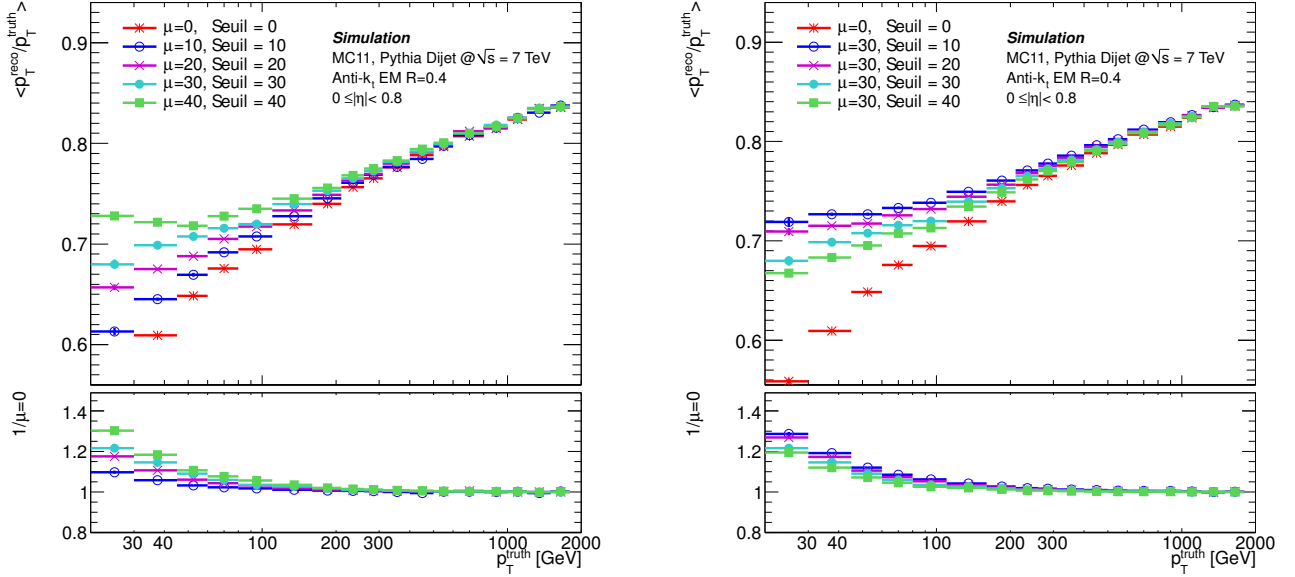 <p_T^reco/p_T^truth>
0.9
0.8
0.7
0.6
μ=0, Seuil = 0
μ=10, Seuil = 10
μ=20, Seuil = 20
μ=30, Seuil = 30
μ=40, Seuil = 40
Simulation
MC11, Pythia Dijet @√s = 7 TeV
Anti-k_t EM R=0.4
0 ≤|η|< 0.8
1/μ=0
1.4
1.2
1
0.8
30 40 100 200 300 1000 2000
p_T^truth [GeV]
<p_T^reco/p_T^truth>
0.9
0.8
0.7
0.6
μ=0, Seuil = 0
μ=30, Seuil = 10
μ=30, Seuil = 20
μ=30, Seuil = 30
μ=30, Seuil = 40
Simulation
MC11, Pythia Dijet @√s = 7 TeV
Anti-k_t EM R=0.4
0 ≤|η|< 0.8
1/μ=0
1.4
1.2
1
0.8
30 40 100 200 300 1000 2000
p_T^truth [GeV]